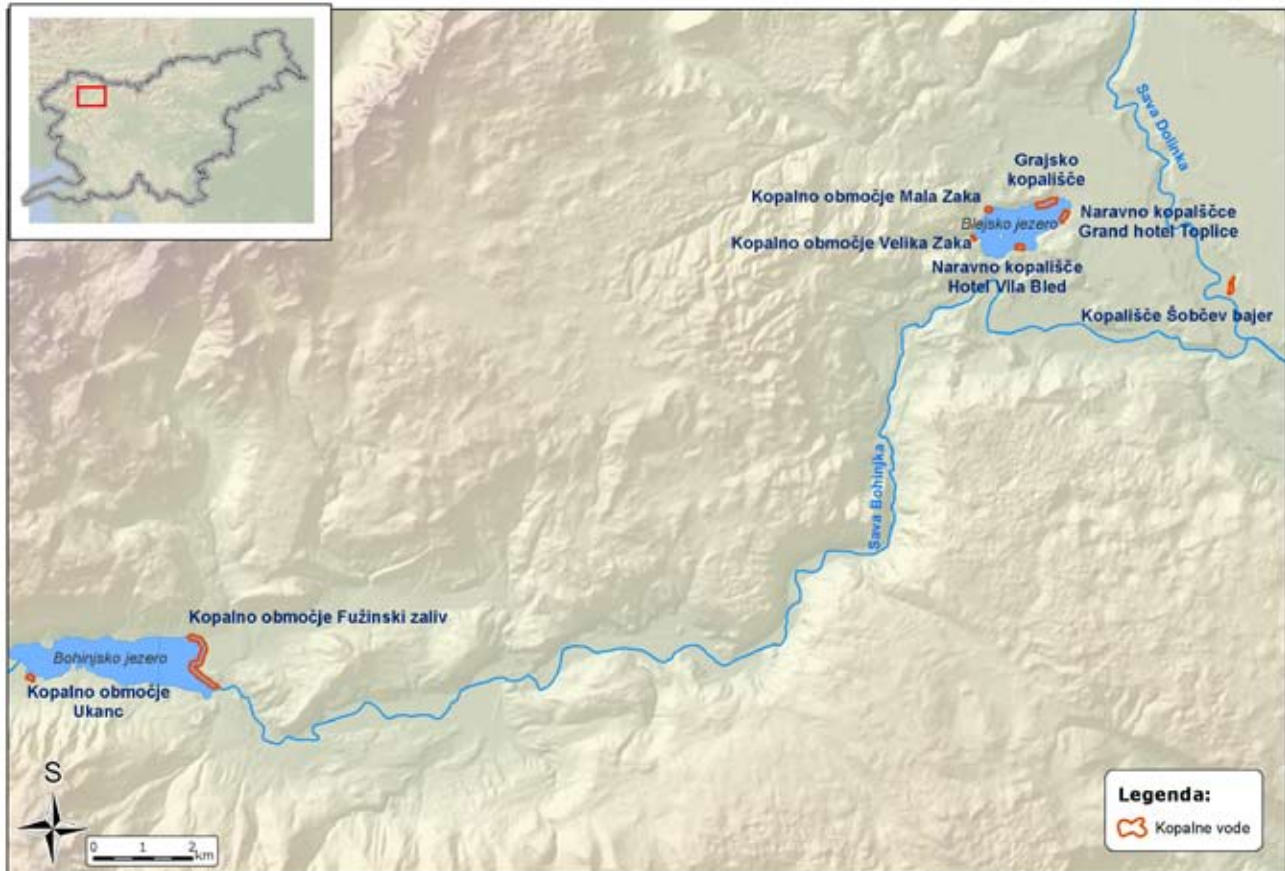 Sava Dolinka
Grajsko
kopališče
Kopalno območje Mala Zaka
Blejsko jezero
Naravno kopalščce
Grand hotel Toplice
Kopalno območje Velika Zaka
Naravno kopališče
Hotel Vila Bled
Kopališče Šobčev bajer
Sava Bohinjka
Kopalno območje Fužinski zaliv
Bohinjsko jezero
Kopalno območje
Ukanc
S
0 1 2
km
Legenda:
Kopalne vode